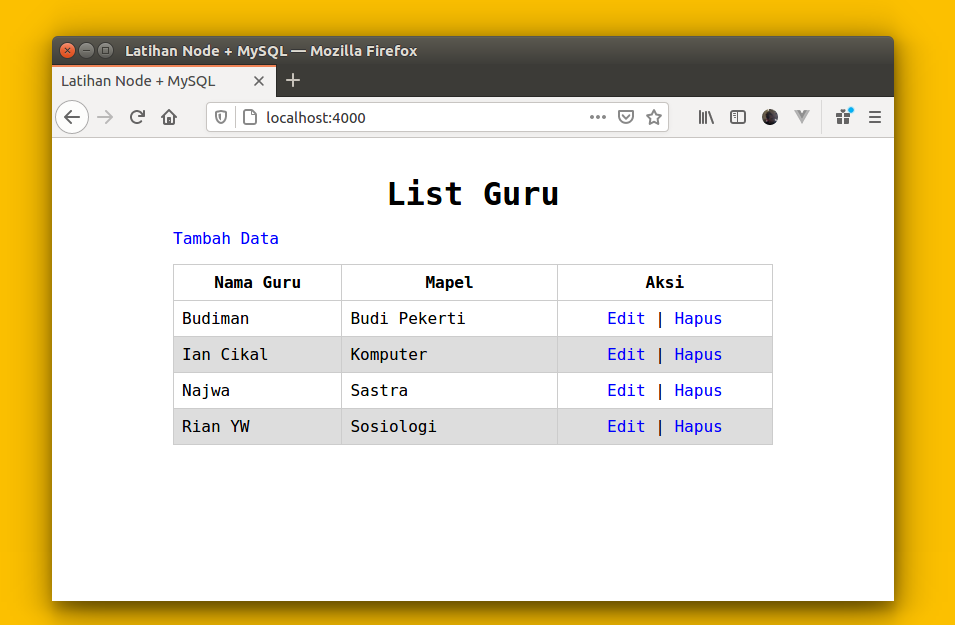 Latihan Node + MySQL — Mozilla Firefox
Latihan Node + MySQL
localhost:4000
List Guru
Tambah Data
Nama Guru Mapel Aksi
Budiman Budi Pekerti Edit | Hapus
Ian Cikal Komputer Edit | Hapus
Najwa Sastra Edit | Hapus
Rian YW Sosiologi Edit | Hapus